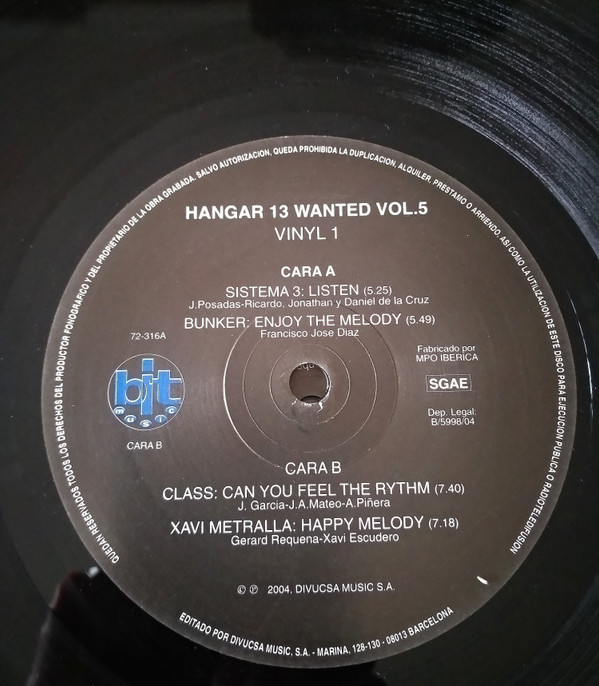 QUEDAN RESERVADOS TODOS LOS DERECHOS DEL PRODUCTOR FONOGRAFICO Y DEL PROPIETARIO DE LA OBRA GRABADA. SALVO AUTORIZACION, QUEDA PROHIBIDA LA DUPLICACION, ALQUILER, PRESTAMO O ARRIENDO, ASI COMO LA UTILIZACION DE ESTE DISCO PARA EJECUCION PUBLICA O RADIOTELEDIFUSION
HANGAR 13 WANTED VOL.5
VINYL 1
CARA A
SISTEMA 3: LISTEN (5.25)
J.Posadas-Ricardo, Jonathan y Daniel de la Cruz
BUNKER: ENJOY THE MELODY (5.49)
Francisco Jose Diaz
72-316A
bit
music
CARA B
Fabricado por
MPO IBERICA
SGAE
Dep. Legal:
B/5998/04
CARA B
CLASS: CAN YOU FEEL THE RYTHM (7.40)
J. Garcia-J.A.Mateo-A.Piñera
XAVI METRALLA: HAPPY MELODY (7.18)
Gerard Requena-Xavi Escudero
© ℗ 2004, DIVUCSA MUSIC S.A.
EDITADO POR DIVUCSA MUSIC, S.A. - MARINA, 128-130 - 08013 BARCELONA